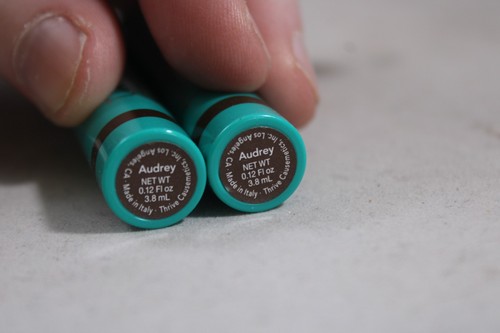 Audrey
NET WT
0.12 Fl oz
3.8 mL
Thrive Causemetics, Inc. Los Angeles, CA Made in Italy ·
Audrey
NET WT
0.12 Fl oz
3.8 mL
Thrive Causemetics, Inc. Los Angeles, CA Made in Italy ·